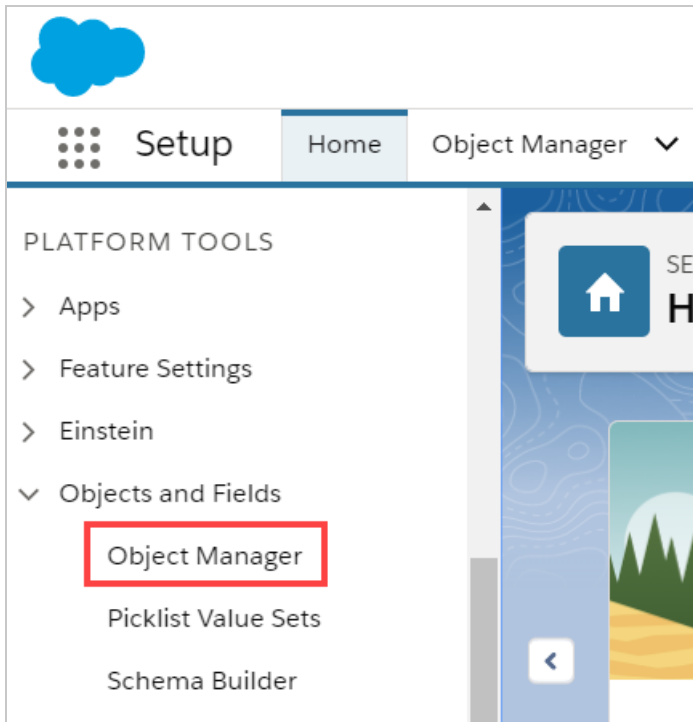 Setup Home Object Manager
PLATFORM TOOLS
Apps
Feature Settings
Einstein
Objects and Fields
Object Manager
Picklist Value Sets
Schema Builder
SE
H